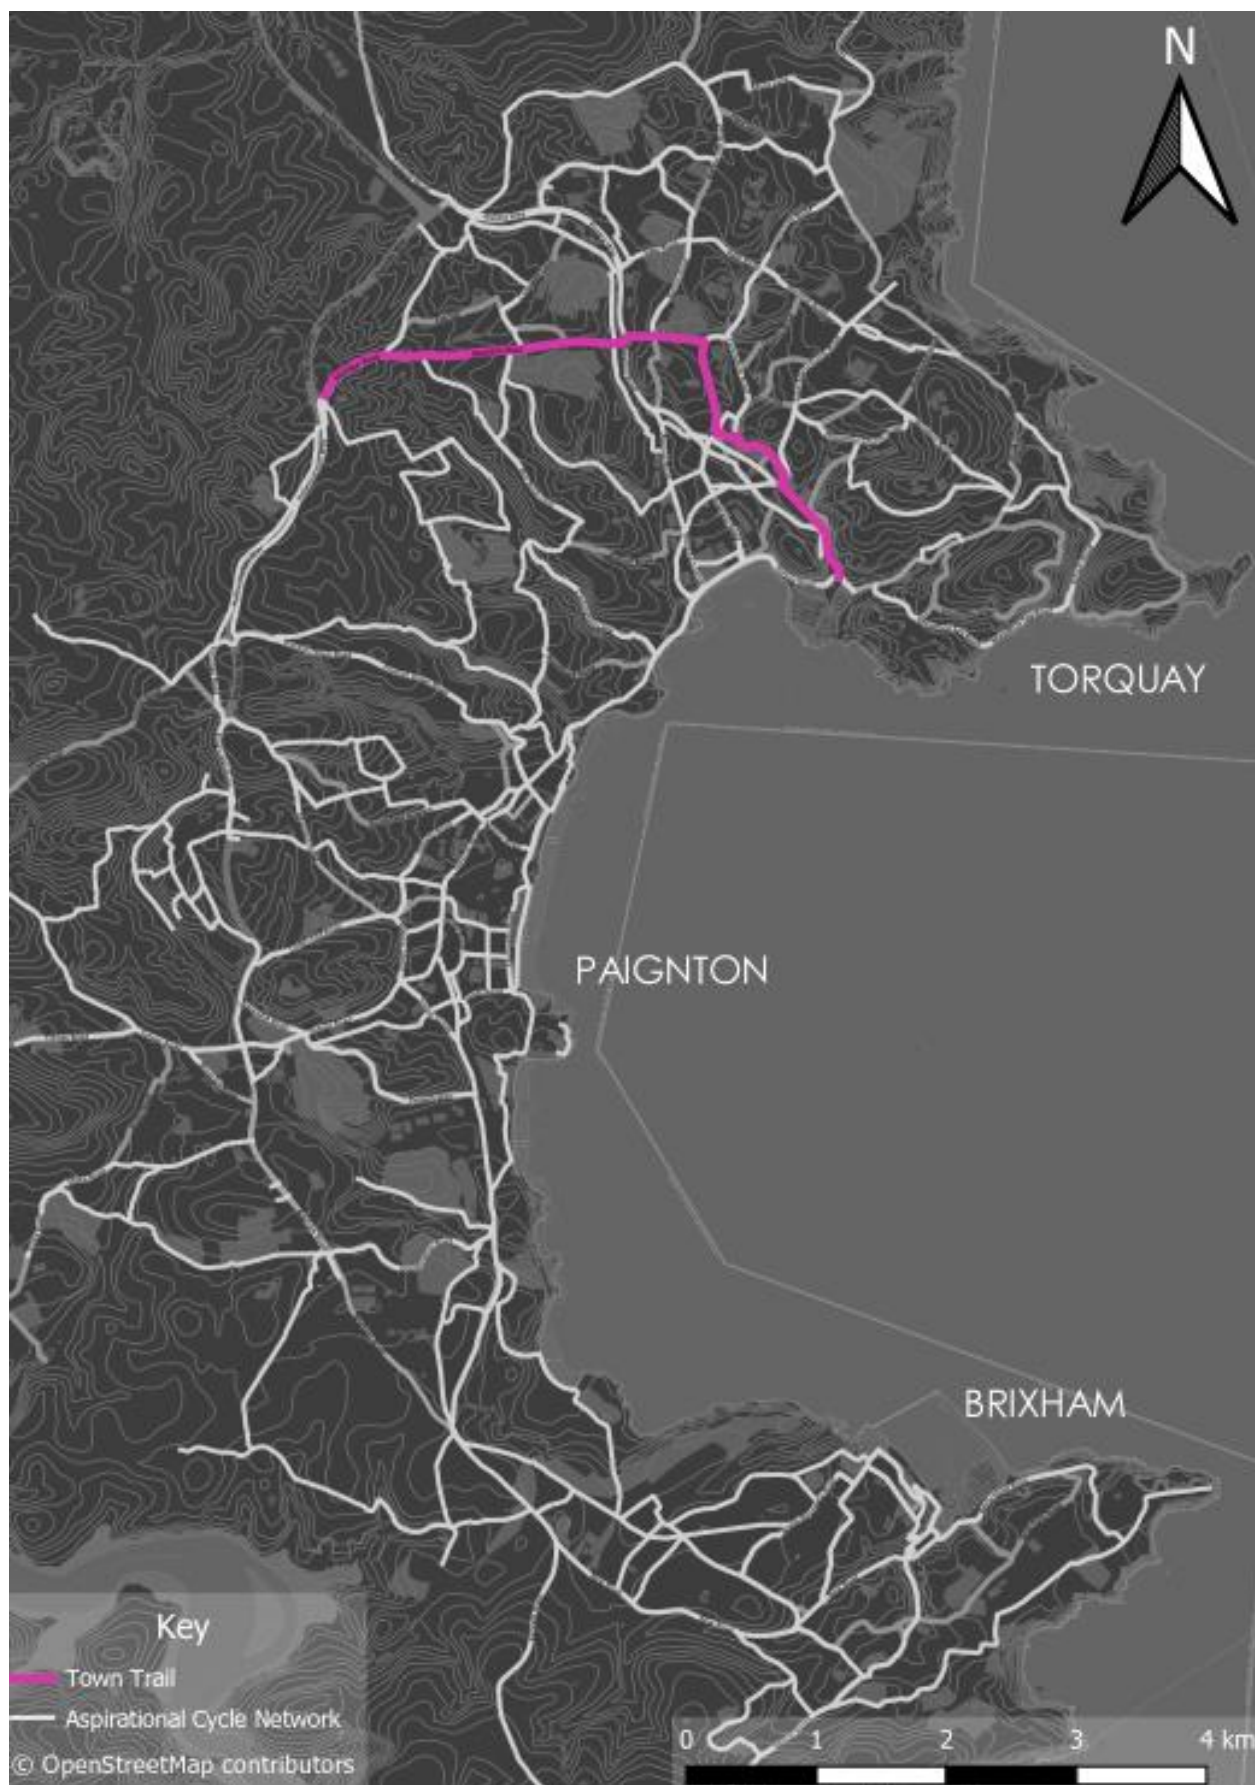 N
TORQUAY
PAIGNTON
BRIXHAM
Key
Town Trail
Aspirational Cycle Network
© OpenStreetMap contributors
0 1 2 3 4 km